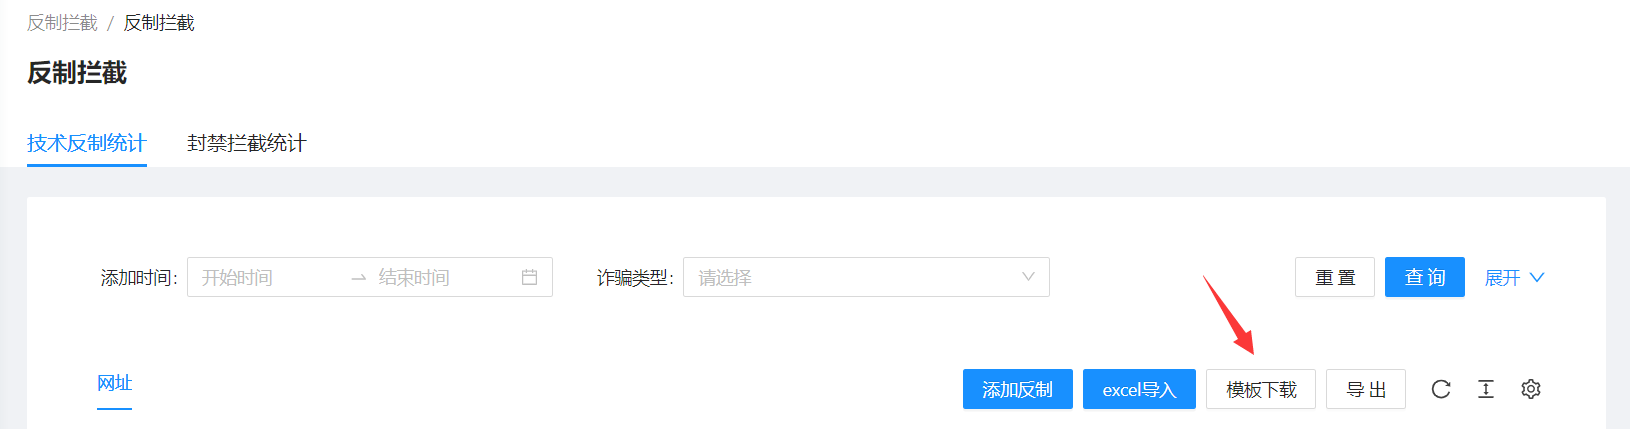 反制拦截 / 反制拦截
反制拦截
技术反制统计 封禁拦截统计
添加时间: 开始时间 → 结束时间 诈骗类型: 请选择 重 置 查 询 展开
网址 添加反制 excel导入 模板下载 导 出